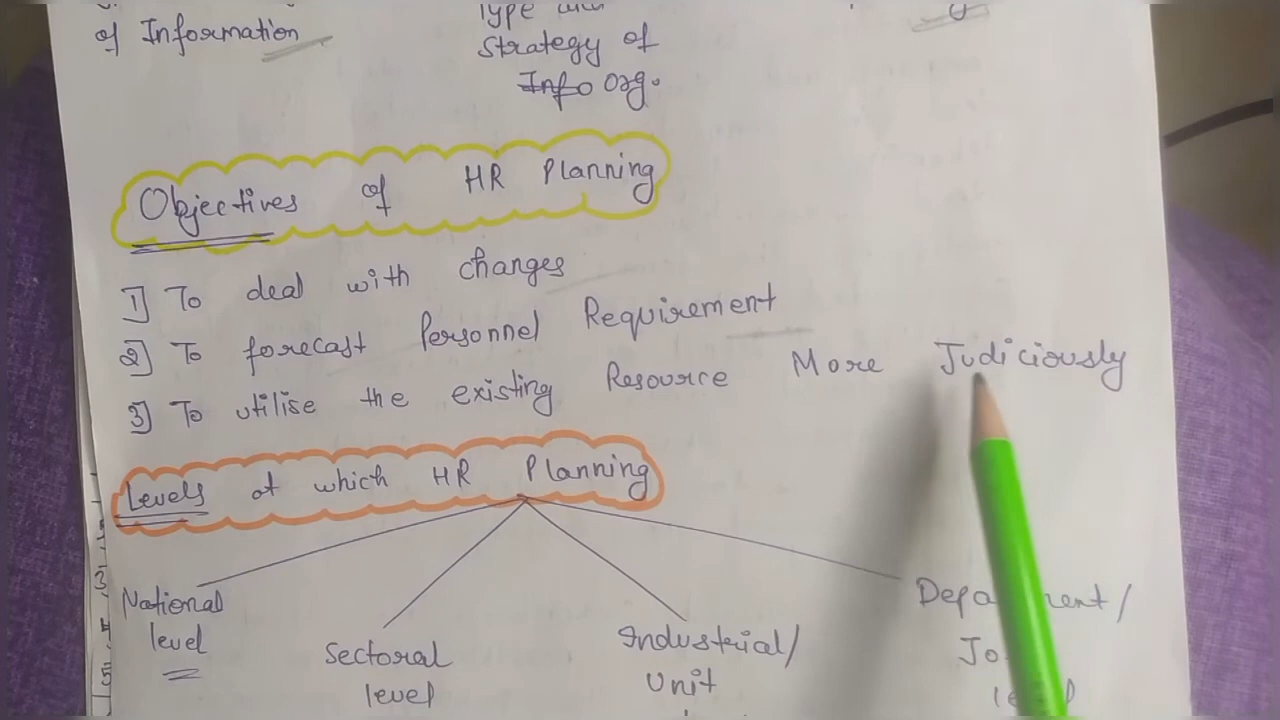 of Information
Type
Strategy of
Info Org.
Objectives of HR Planning
1] To deal with changes
2] To forecast Personnel Requirement
3] To utilise the existing Resource More Judiciously
Levels at which HR Planning
National
level
Sectoral
level
Industrial/
Unit